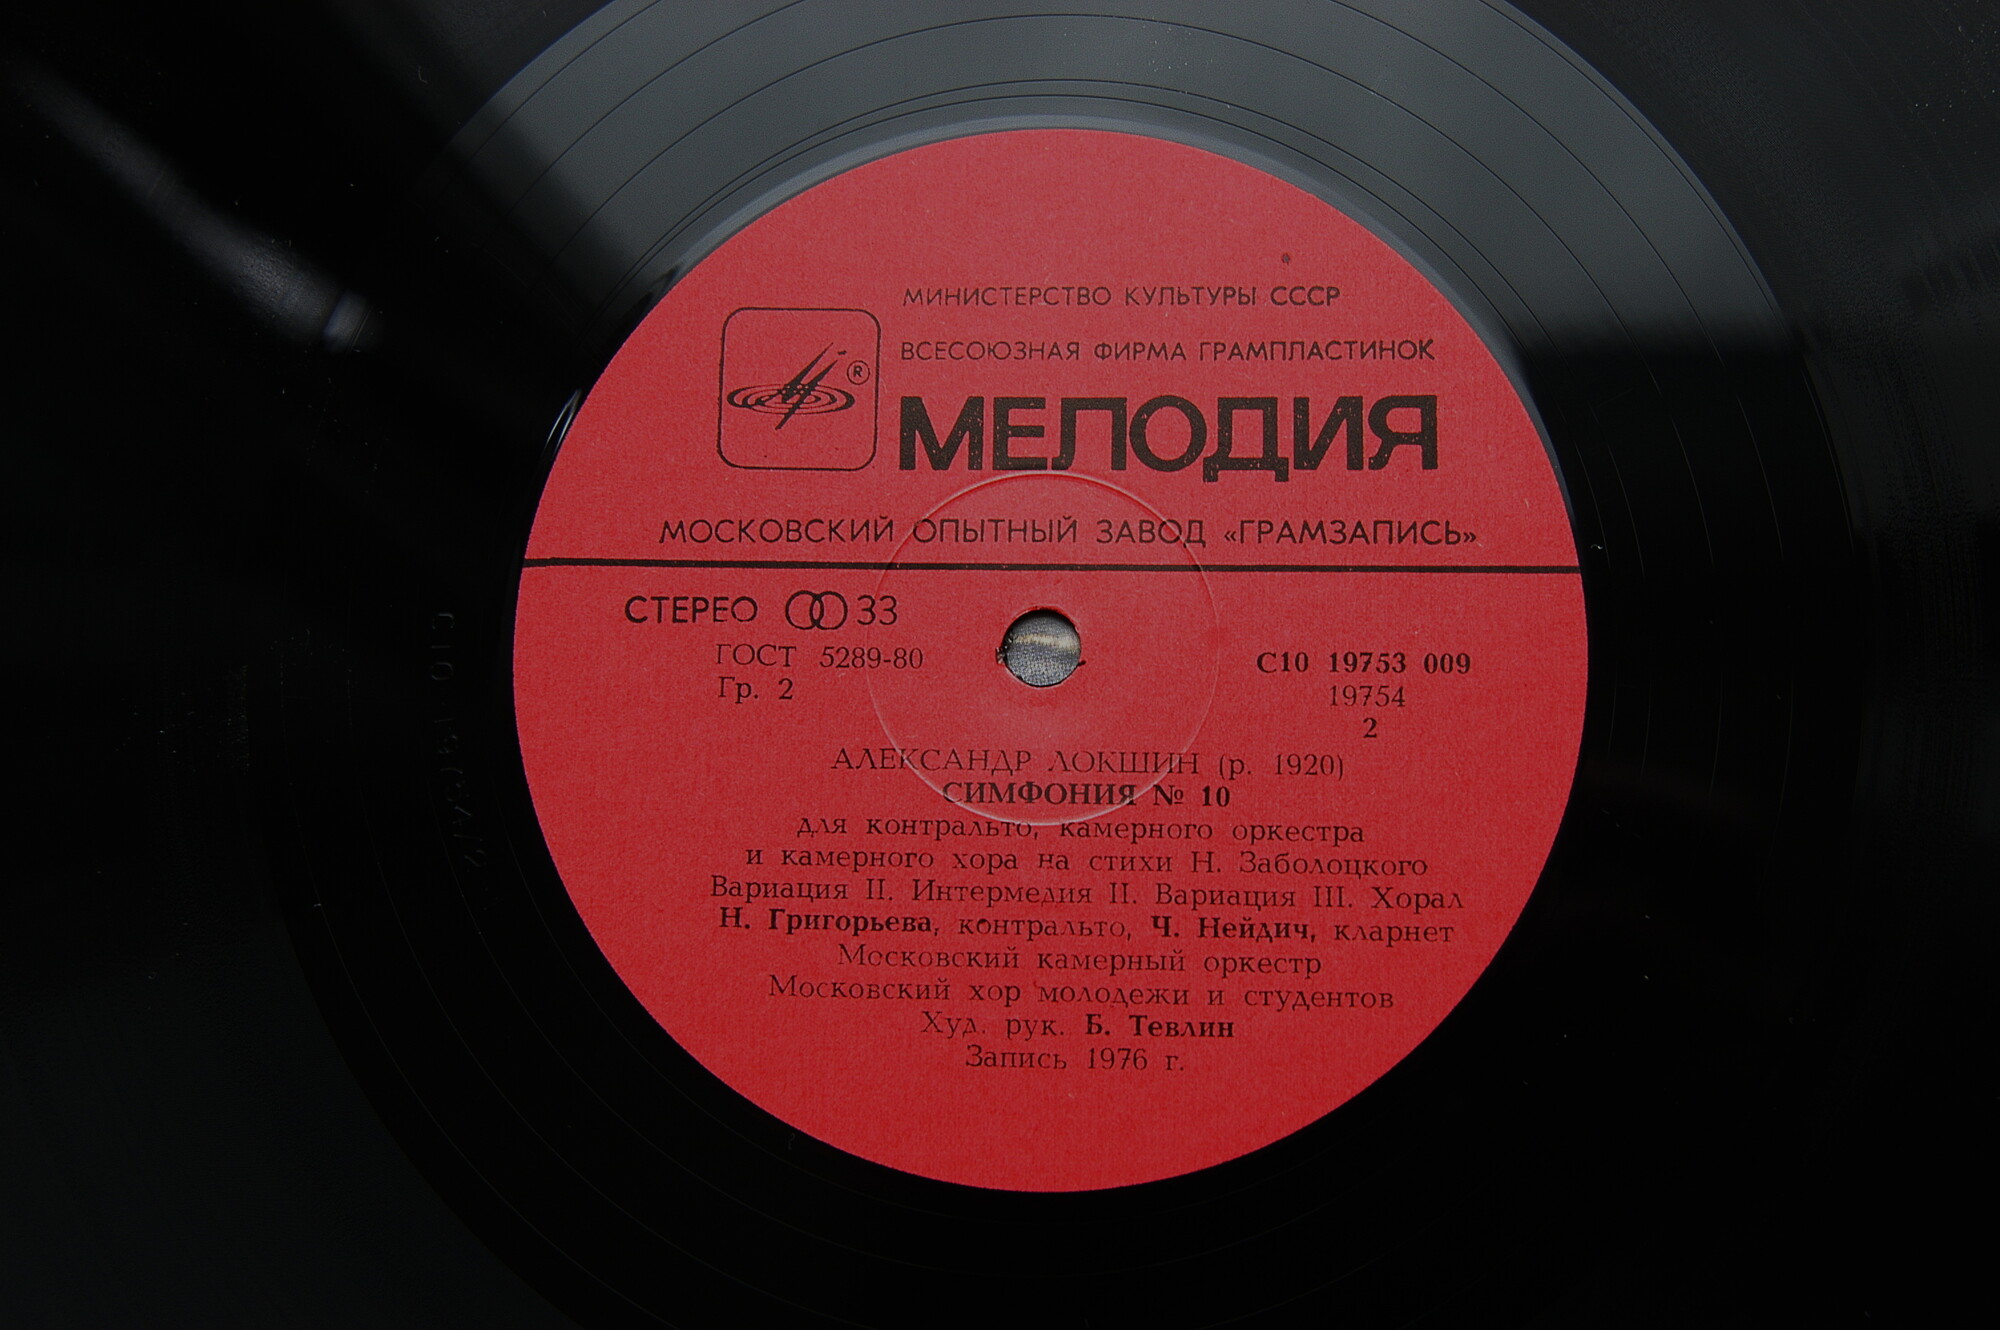 МИНИСТЕРСТВО КУЛЬТУРЫ СССР
ВСЕСОЮЗНАЯ ФИРМА ГРАМПЛАСТИНОК
®
МЕЛОДИЯ
МОСКОВСКИЙ ОПЫТНЫЙ ЗАВОД «ГРАМЗАПИСЬ»
СТЕРЕО 33
ГОСТ 5289-80
Гр. 2
С10 19753 009
19754
2
АЛЕКСАНДР ЛОКШИН (р. 1920)
СИМФОНИЯ № 10
для контральто, камерного оркестра
и камерного хора на стихи Н. Заболоцкого
Вариация II. Интермедия II. Вариация III. Хорал
Н. Григорьева, контральто, Ч. Нейдич, кларнет
Московский камерный оркестр
Московский хор молодежи и студентов
Худ. рук. Б. Тевлин
Запись 1976 г.